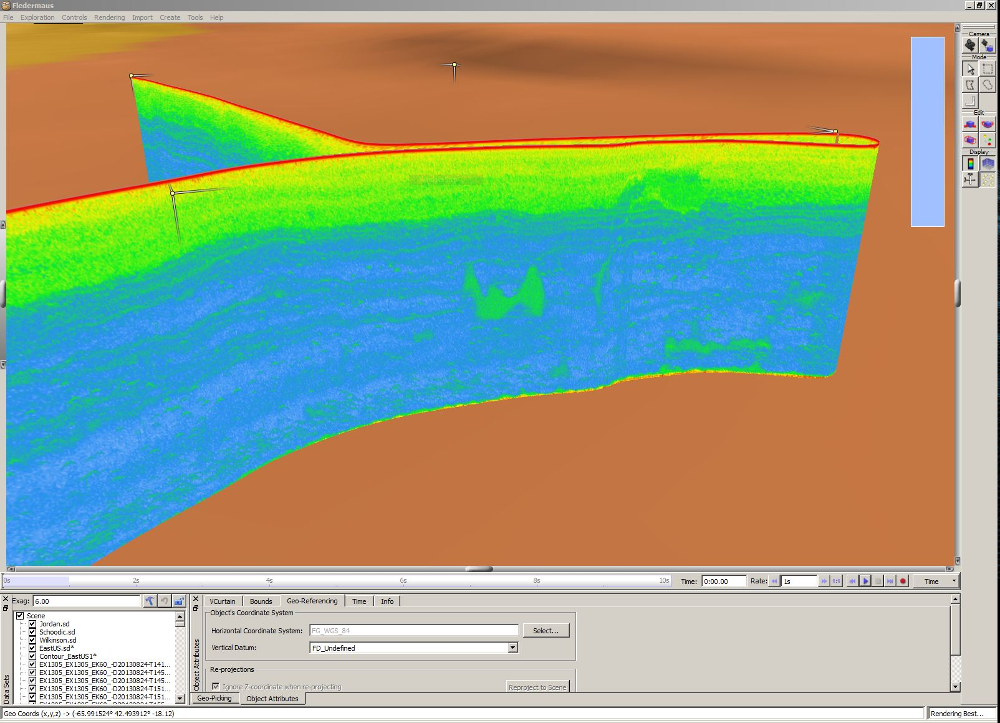 Fledermaus
File Exploration Controls Rendering Import Create Tools Help
Camera
Mode
Edit
Display
0s 2s 4s 6s 8s 10s Time: 0:00.00 Rate: 1s 1:1 Time
Exag: 6.00
Scene
Jordan.sd
Schoodic.sd
Wilkinson.sd
EastUS.sd*
Contour_EastUS1*
EX1305_EX1305_EK60_-D20130824-T141...
EX1305_EX1305_EK60_-D20130824-T145...
EX1305_EX1305_EK60_-D20130824-T145...
EX1305_EX1305_EK60_-D20130824-T151...
EX1305_EX1305_EK60_-D20130824-T151...
Data Sets
VCurtain Bounds Geo-Referencing Time Info
Object's Coordinate System
Horizontal Coordinate System: FG_WGS_84 Select...
Vertical Datum: FD_Undefined
Re-projections
Ignore Z-coordinate when re-projecting Reproject to Scene
Object Attributes
Geo-Picking Object Attributes
Geo Coords (x,y,z) -> (-65.991524° 42.493912° -18.12) Rendering Best...